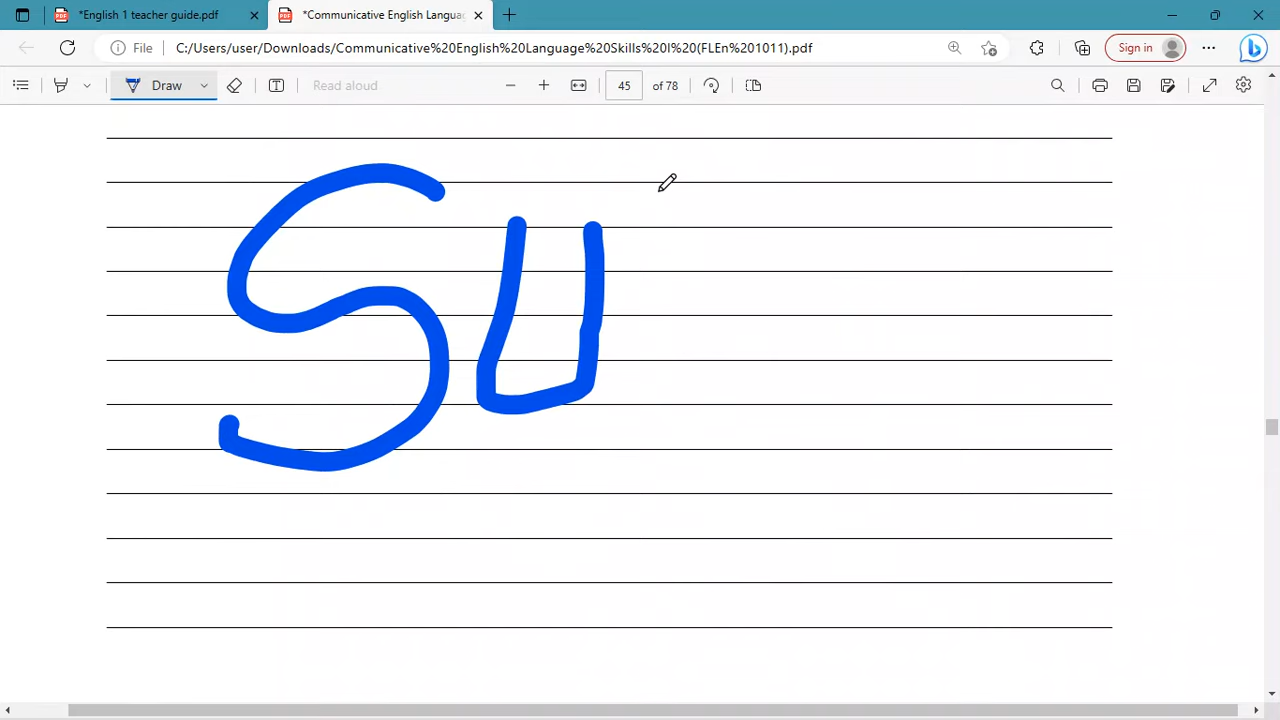 *English 1 teacher guide.pdf
*Communicative English Langua
File
C:/Users/user/Downloads/Communicative%20English%20Language%20Skills%20I%20(FLEn%201011).pdf
Sign in
Draw
Read aloud
45 of 78
SU